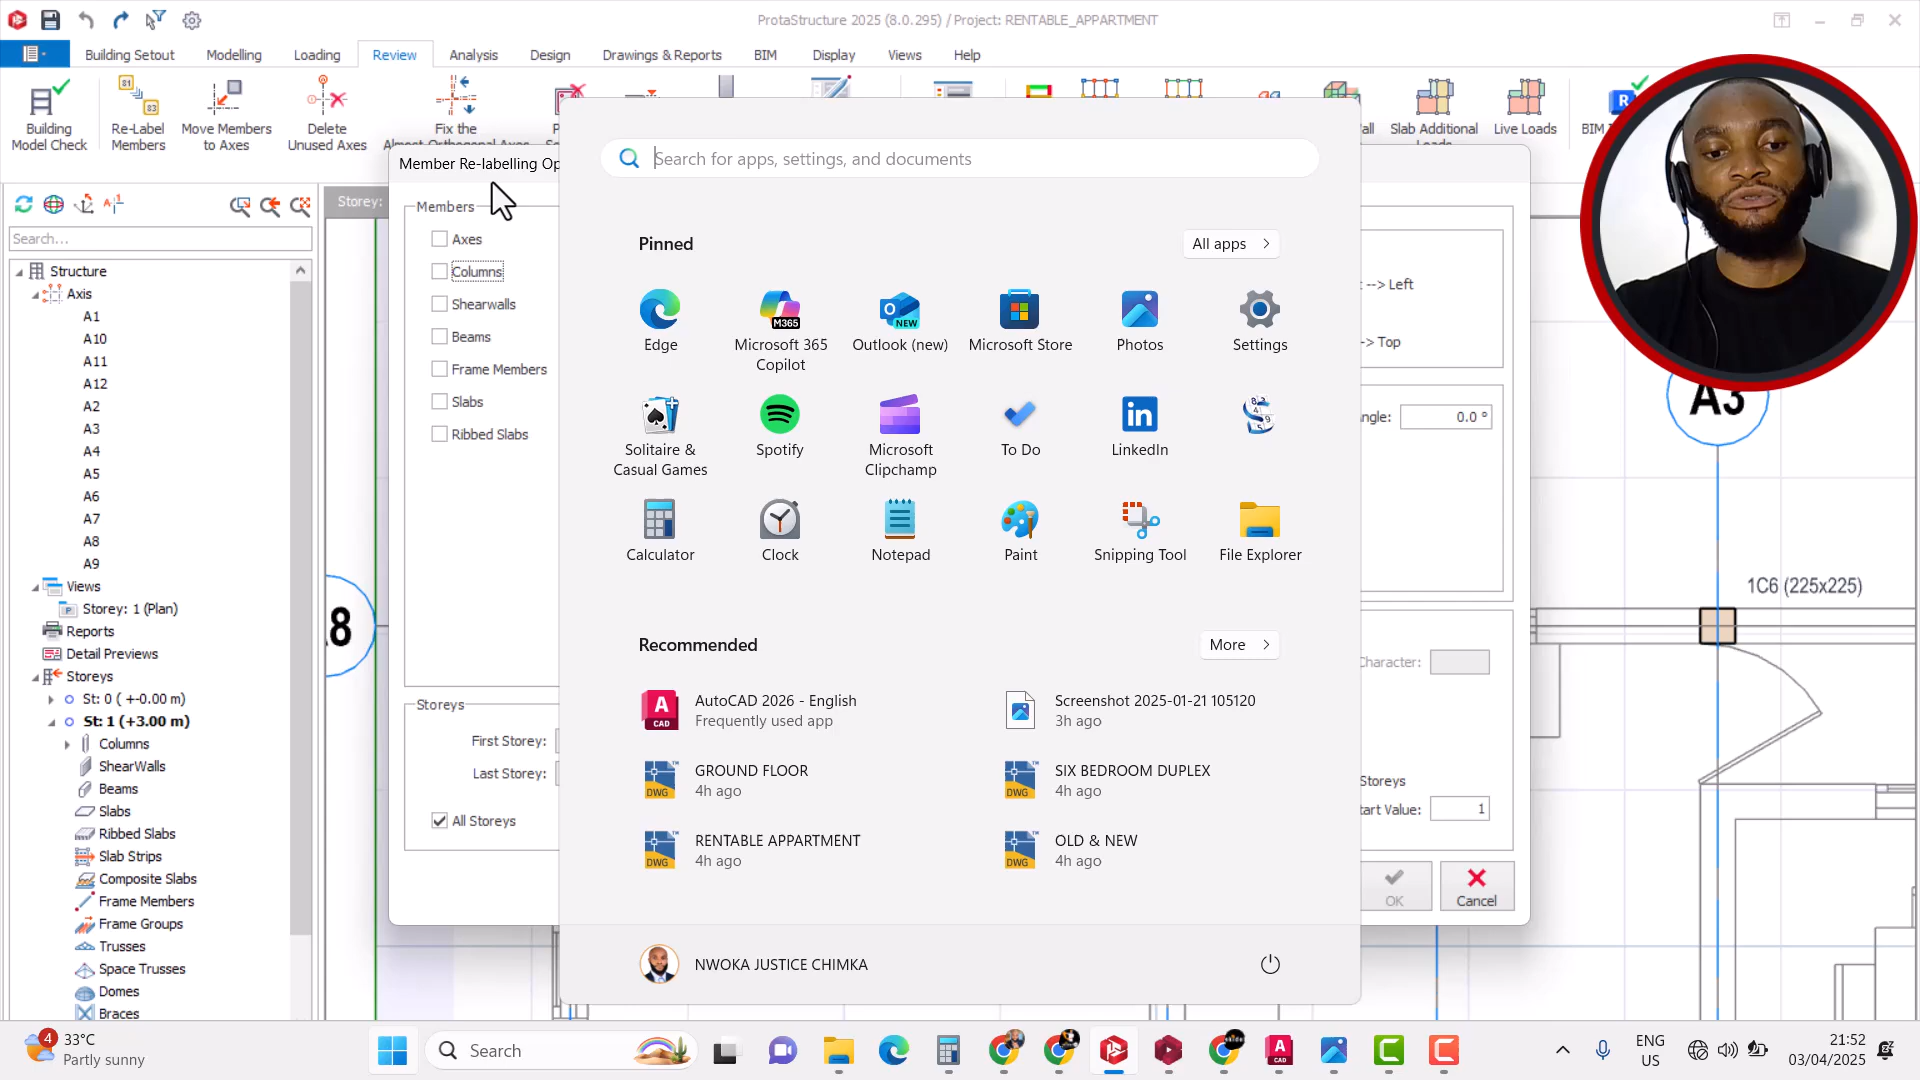 ProtaStructure 2025 (8.0.295) / Project: RENTABLE_APPARTMENT
Building Setout
Modelling
Loading
Review
Analysis
Design
Drawings & Reports
BIM
Display
Views
Help
Building
Model Check
Re-Label
Members
Move Members
to Axes
Delete
Unused Axes
Fix the
Almost Orthogonal Axes
Slab Additional
Loads
Live Loads
BIM
Member Re-labelling Op
Members
Axes
Columns
Shearwalls
Beams
Frame Members
Slabs
Ribbed Slabs
Storeys
First Storey:
Last Storey:
All Storeys
Storey:
Search...
Structure
Axis
A1
A10
A11
A12
A2
A3
A4
A5
A6
A7
A8
A9
Views
Storey: 1 (Plan)
Reports
Detail Previews
Storeys
St: 0 ( +-0.00 m)
St: 1 (+3.00 m)
Columns
ShearWalls
Beams
Slabs
Ribbed Slabs
Slab Strips
Composite Slabs
Frame Members
Frame Groups
Trusses
Space Trusses
Domes
Braces
Search for apps, settings, and documents
Pinned
All apps
Edge
Microsoft 365
Copilot
Outlook (new)
Microsoft Store
Photos
Settings
Solitaire &
Casual Games
Spotify
Microsoft
Clipchamp
To Do
LinkedIn
Calculator
Clock
Notepad
Paint
Snipping Tool
File Explorer
Recommended
More
AutoCAD 2026 - English
Frequently used app
Screenshot 2025-01-21 105120
3h ago
GROUND FLOOR
4h ago
SIX BEDROOM DUPLEX
4h ago
RENTABLE APPARTMENT
4h ago
OLD & NEW
4h ago
NWOKA JUSTICE CHIMKA
--> Left
-> Top
0.0 °
Character:
Storeys
tart Value:
1
OK
Cancel
A3
1C6 (225x225)
8
4
33°C
Partly sunny
Search
ENG
US
21:52
03/04/2025